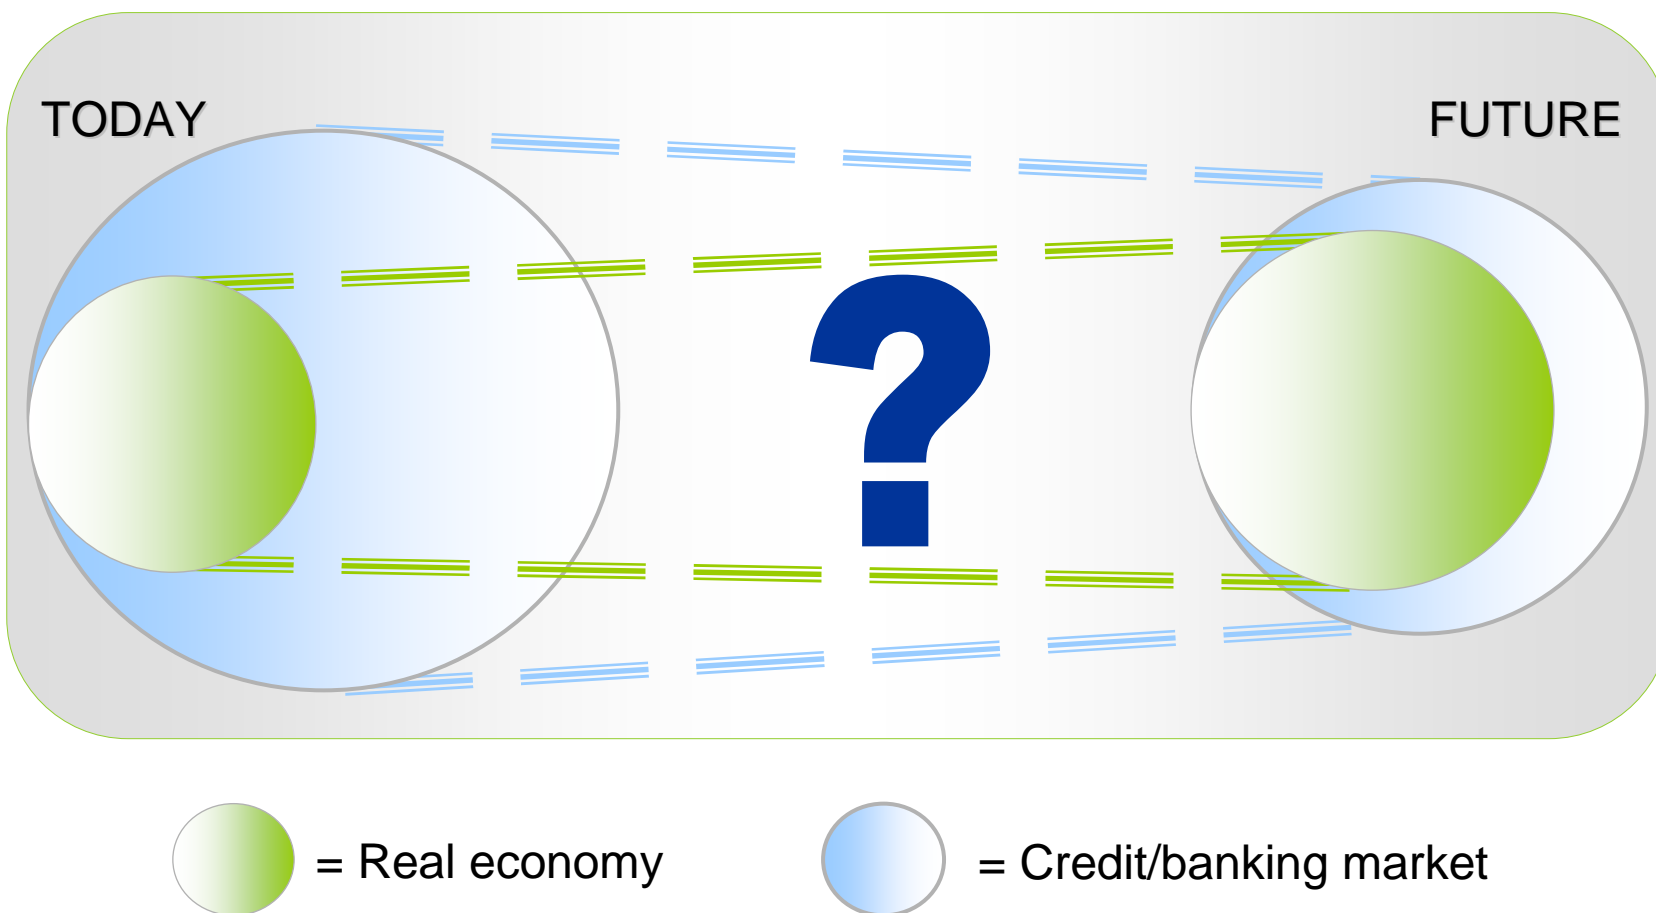 TODAY
FUTURE
?
= Real economy
= Credit/banking market